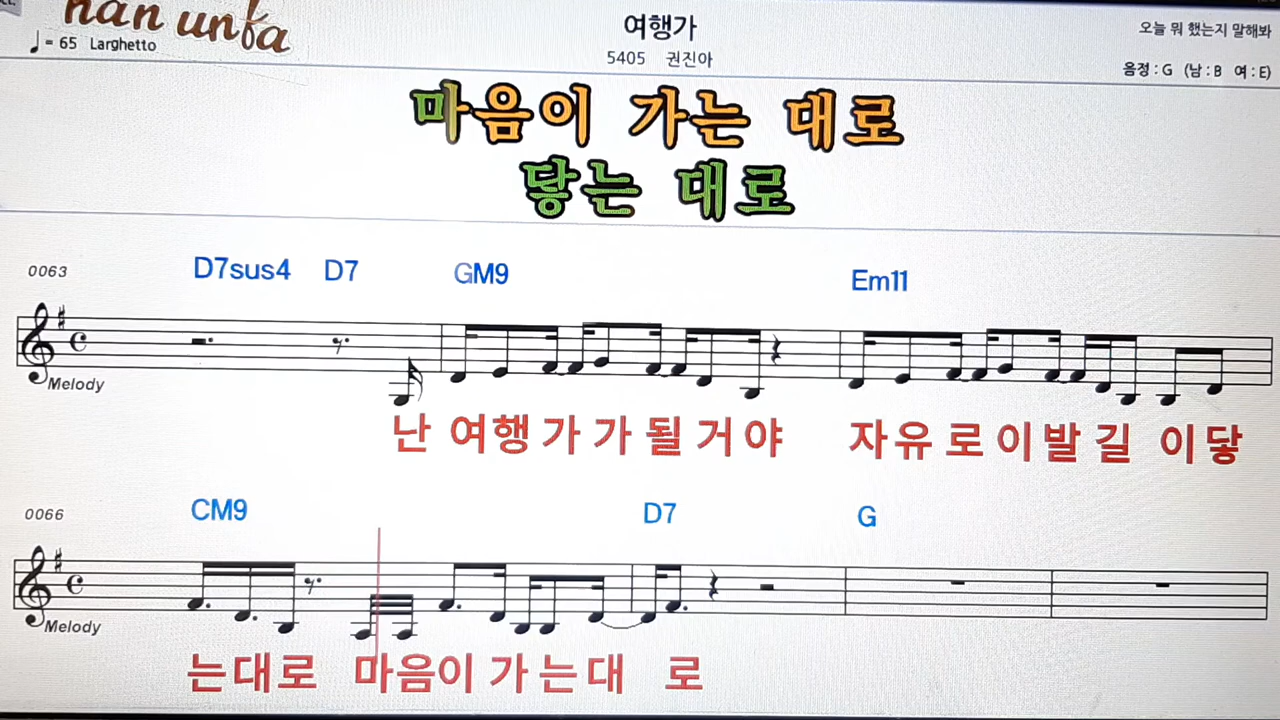 han unfa
여행가
오늘 뭐 했는지 말해봐
♩= 65 Larghetto
5405 권진아
음정 : G (남 : B 여 : E)
마음이 가는 대로
닿는 대로
0063
D7sus4 D7 GM9 Em11
Melody
난 여행 가 가 될 거 야 자 유 로 이 발 길 이 닿
0066
CM9 D7 G
Melody
는 대 로 마음이 가 는 대 로